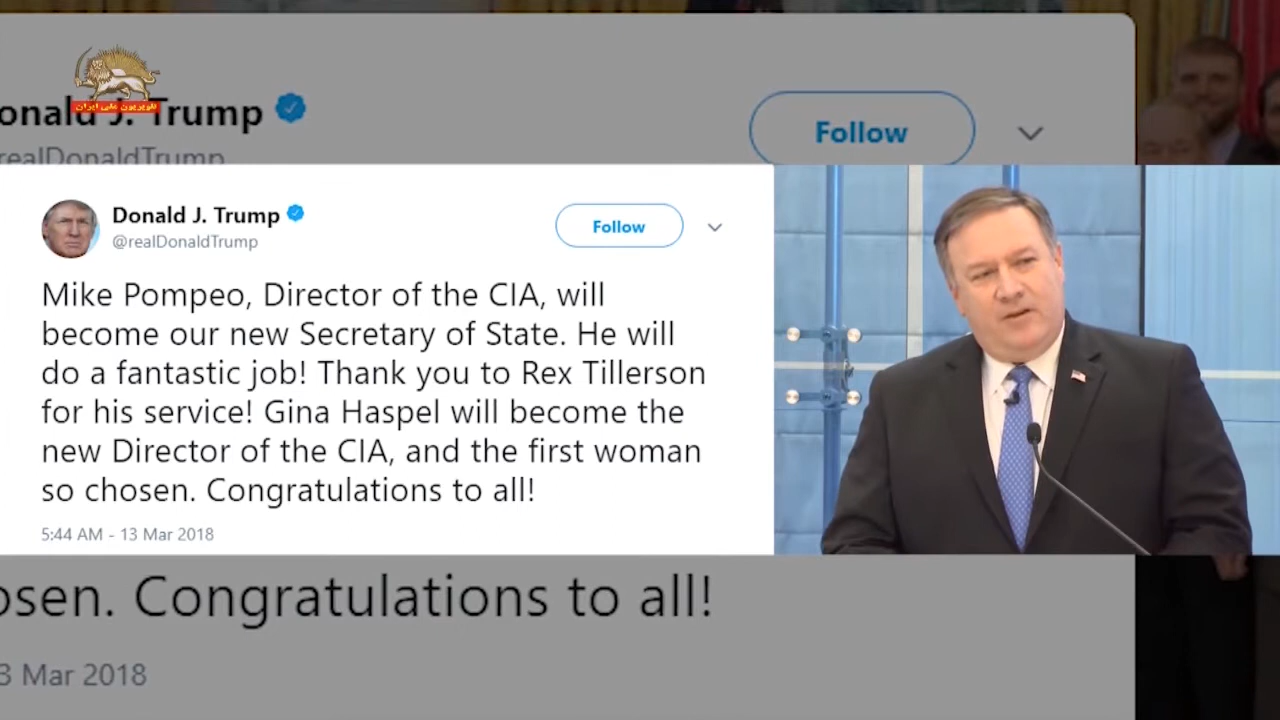 تلویزیون ملی ایران
onald J. Trump
Follow
realDonaldTrump
Donald J. Trump
@realDonaldTrump
Follow
Mike Pompeo, Director of the CIA, will
become our new Secretary of State. He will
do a fantastic job! Thank you to Rex Tillerson
for his service! Gina Haspel will become the
new Director of the CIA, and the first woman
so chosen. Congratulations to all!
5:44 AM - 13 Mar 2018
osen. Congratulations to all!
3 Mar 2018